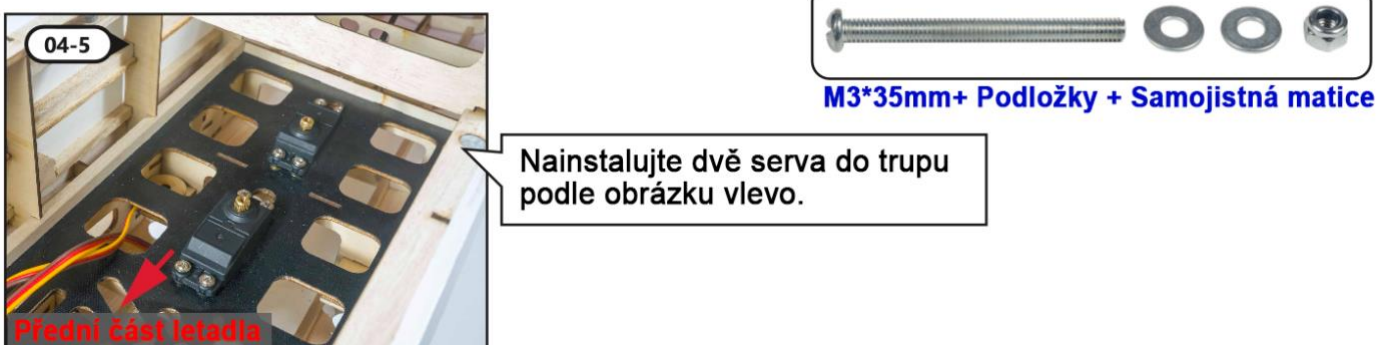 04-5
M3*35mm+ Podložky + Samojistná matice
Nainstalujte dvě serva do trupu
podle obrázku vlevo.
Přední část letadla